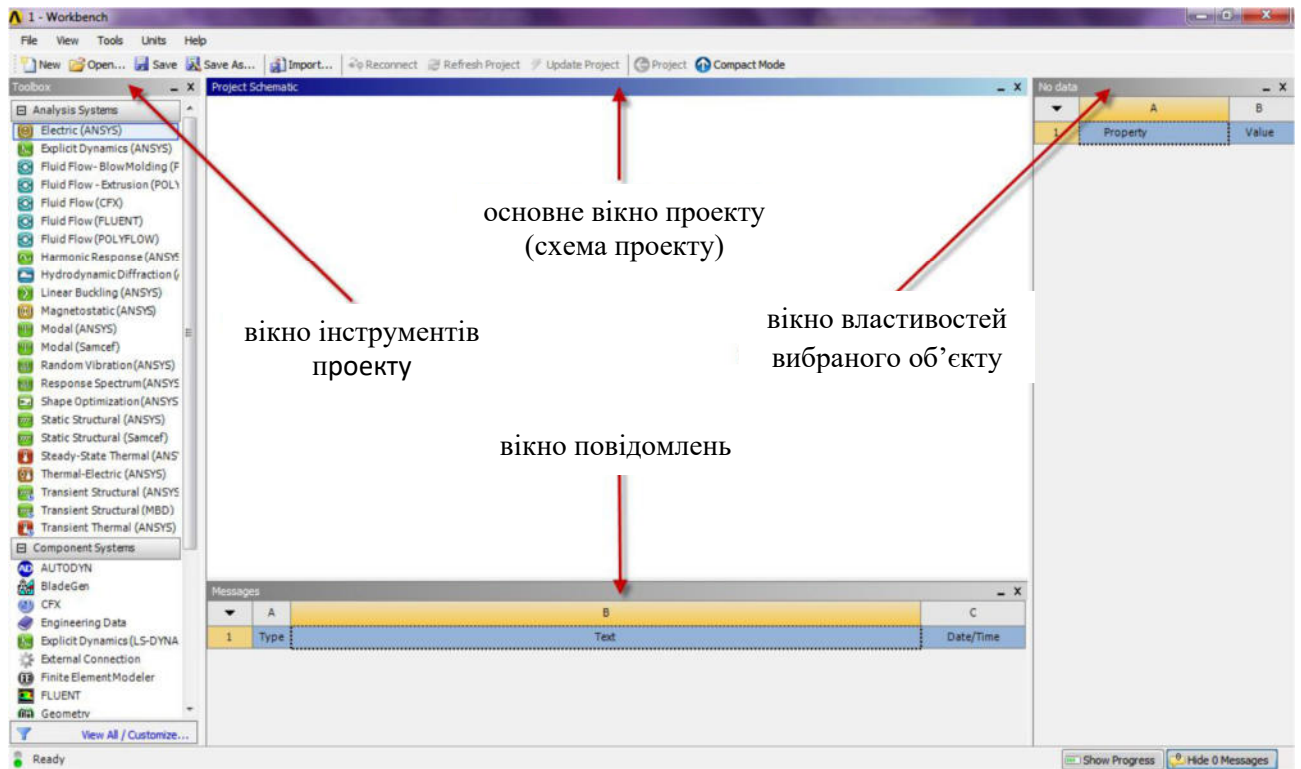 1 - Workbench
File View Tools Units Help
New Open... Save Save As... Import... Reconnect Refresh Project Update Project Project Compact Mode
Toolbox
Analysis Systems
Electric (ANSYS)
Explicit Dynamics (ANSYS)
Fluid Flow- BlowMolding (F
Fluid Flow - Extrusion (POLY
Fluid Flow (CFX)
Fluid Flow (FLUENT)
Fluid Flow (POLYFLOW)
Harmonic Response (ANSYS
Hydrodynamic Diffraction (
Linear Buckling (ANSYS)
Magnetostatic (ANSYS)
Modal (ANSYS)
Modal (Samcef)
Random Vibration (ANSYS)
Response Spectrum (ANSYS
Shape Optimization (ANSYS
Static Structural (ANSYS)
Static Structural (Samcef)
Steady-State Thermal (ANS
Thermal-Electric (ANSYS)
Transient Structural (ANSYS
Transient Structural (MBD)
Transient Thermal (ANSYS)
Component Systems
AUTODYN
BladeGen
CFX
Engineering Data
Explicit Dynamics (LS-DYNA
External Connection
Finite Element Modeler
FLUENT
Geometry
View All / Customize...
Project Schematic
основне вікно проекту
(схема проекту)
вікно інструментів
проекту
вікно властивостей
вибраного об’єкту
вікно повідомлень
Messages
A B C
1 Type Text Date/Time
No data
A B
1 Property Value
Ready
Show Progress Hide 0 Messages